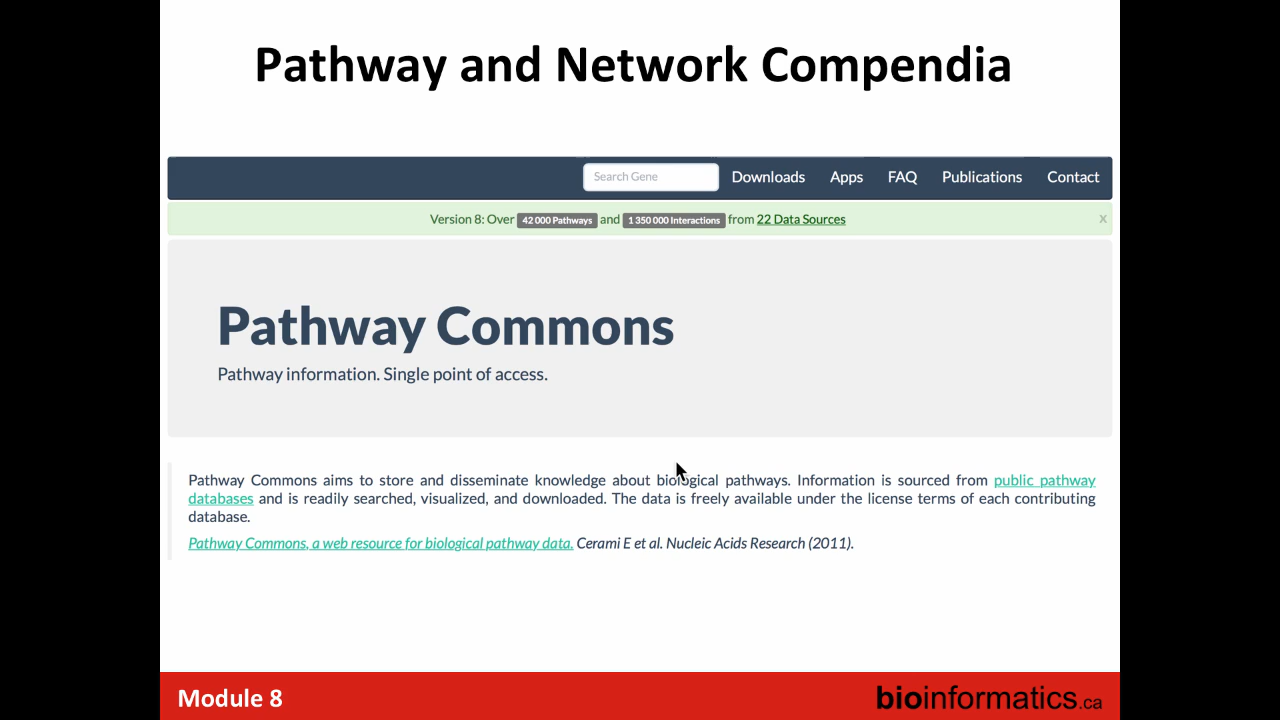 Pathway and Network Compendia
Search Gene Downloads Apps FAQ Publications Contact
Version 8: Over 42 000 Pathways and 1 350 000 Interactions from 22 Data Sources x
Pathway Commons
Pathway information. Single point of access.
Pathway Commons aims to store and disseminate knowledge about biological pathways. Information is sourced from public pathway
databases and is readily searched, visualized, and downloaded. The data is freely available under the license terms of each contributing
database.
Pathway Commons, a web resource for biological pathway data. Cerami E et al. Nucleic Acids Research (2011).
Module 8 bioinformatics.ca